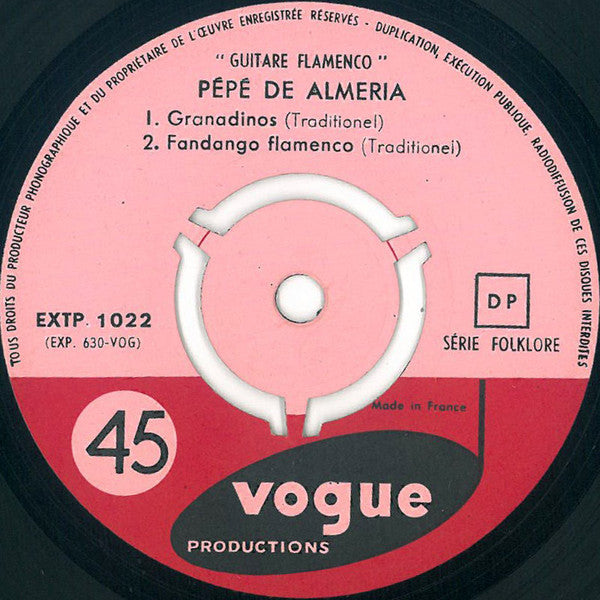 TOUS DROITS DU PRODUCTEUR PHONOGRAPHIQUE ET DU PROPRIÉTAIRE DE L'ŒUVRE ENREGISTRÉE RÉSERVÉS - DUPLICATION, EXÉCUTION PUBLIQUE, RADIODIFFUSION DE CES DISQUES INTERDITES
" GUITARE FLAMENCO "
PÉPÉ DE ALMERIA
1. Granadinos (Traditionel)
2. Fandango flamenco (Traditionel)
EXTP. 1022
(EXP. 630-VOG)
DP
SÉRIE FOLKLORE
45
Made in France
vogue
PRODUCTIONS